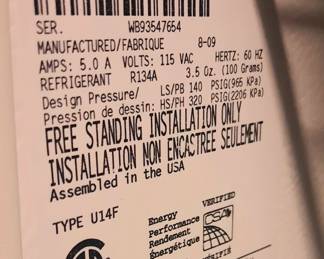 SER. WB93547654
MANUFACTURED/FABRIQUE 8-09
AMPS: 5.0 A VOLTS: 115 VAC HERTZ: 60 HZ
REFRIGERANT R134A 3.5 Oz. (100 Grams)
Design Pressure/ LS/PB 140 PSIG(965 KPa)
Pression de dessin: HS/PH 320 PSIG(2206 KPa)
FREE STANDING INSTALLATION ONLY
INSTALLATION NON ENCASTREE SEULEMENT
Assembled in the USA
TYPE U14F
VERIFIED
Energy
Performance
Rendement
Énergétique
CSA